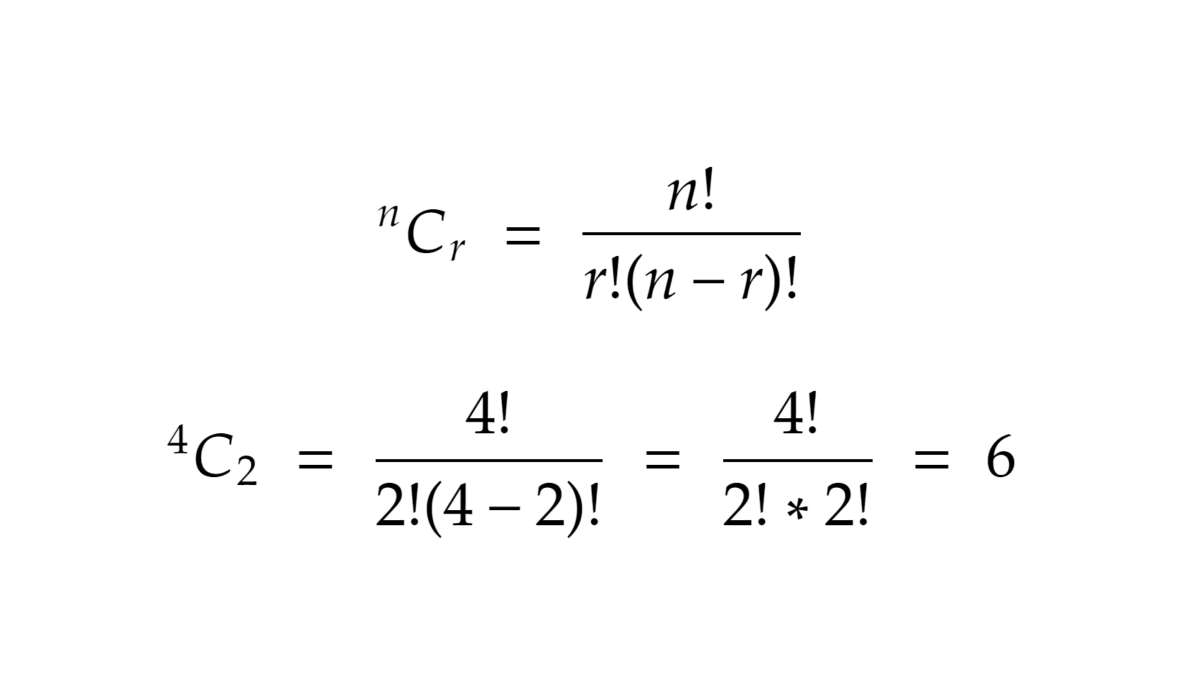 ⁿCᵣ = n! / r!(n − r)!
⁴C₂ = 4! / 2!(4 − 2)! = 4! / 2! * 2! = 6